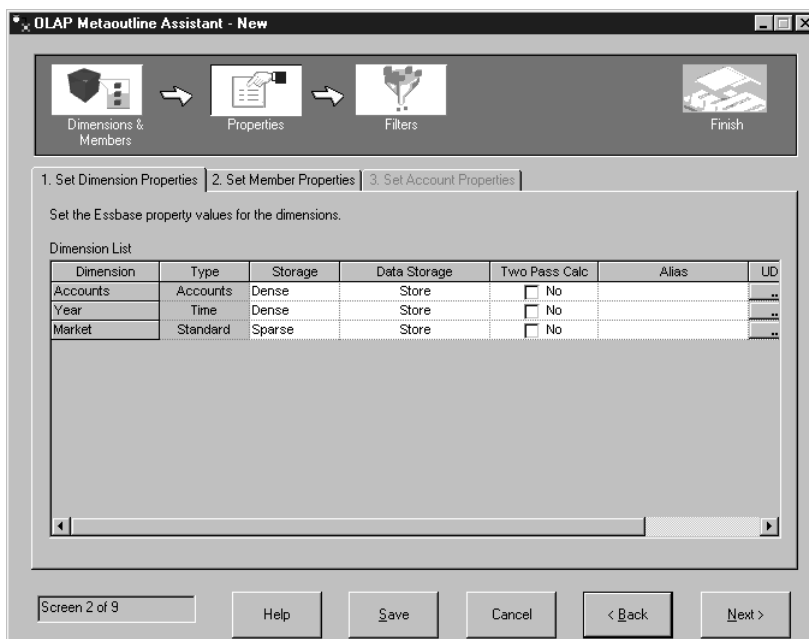 OLAP Metaoutline Assistant - New
Dimensions & Members
Properties
Filters
Finish
1. Set Dimension Properties
2. Set Member Properties
3. Set Account Properties
Set the Essbase property values for the dimensions.
Dimension List
Dimension Type Storage Data Storage Two Pass Calc Alias UD
Accounts Accounts Dense Store No ..
Year Time Dense Store No ..
Market Standard Sparse Store No ..
Screen 2 of 9
Help
Save
Cancel
< Back
Next >